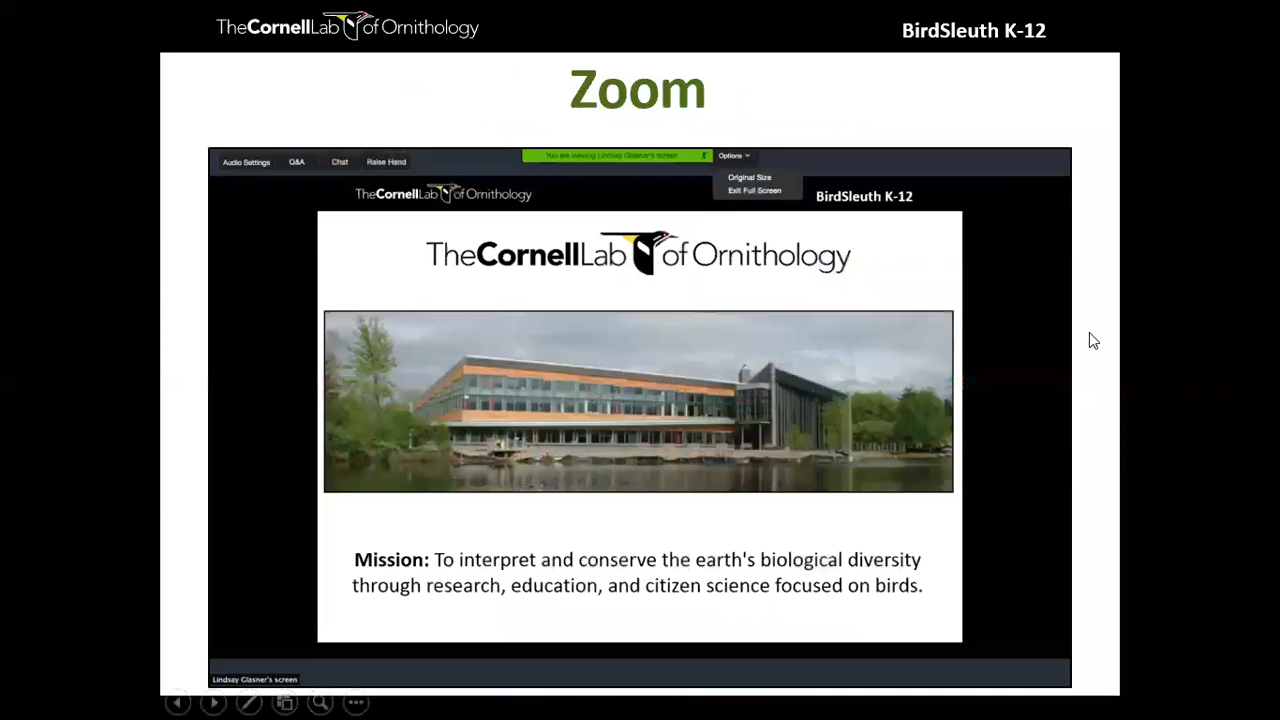 TheCornellLab of Ornithology
BirdSleuth K-12
Zoom
Audio Settings
Q&A
Chat
Raise Hand
You are viewing Lindsay Glasner's screen
Options
Original Size
Exit Full Screen
TheCornellLab of Ornithology
BirdSleuth K-12
TheCornellLab of Ornithology
Mission: To interpret and conserve the earth's biological diversity
through research, education, and citizen science focused on birds.
Lindsay Glasner's screen